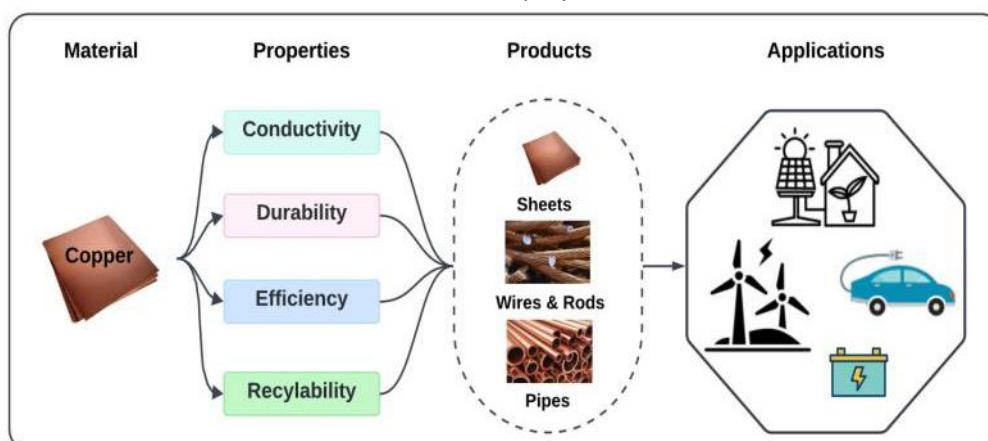 Material
Properties
Products
Applications
Copper
Conductivity
Durability
Efficiency
Recylability
Sheets
Wires & Rods
Pipes